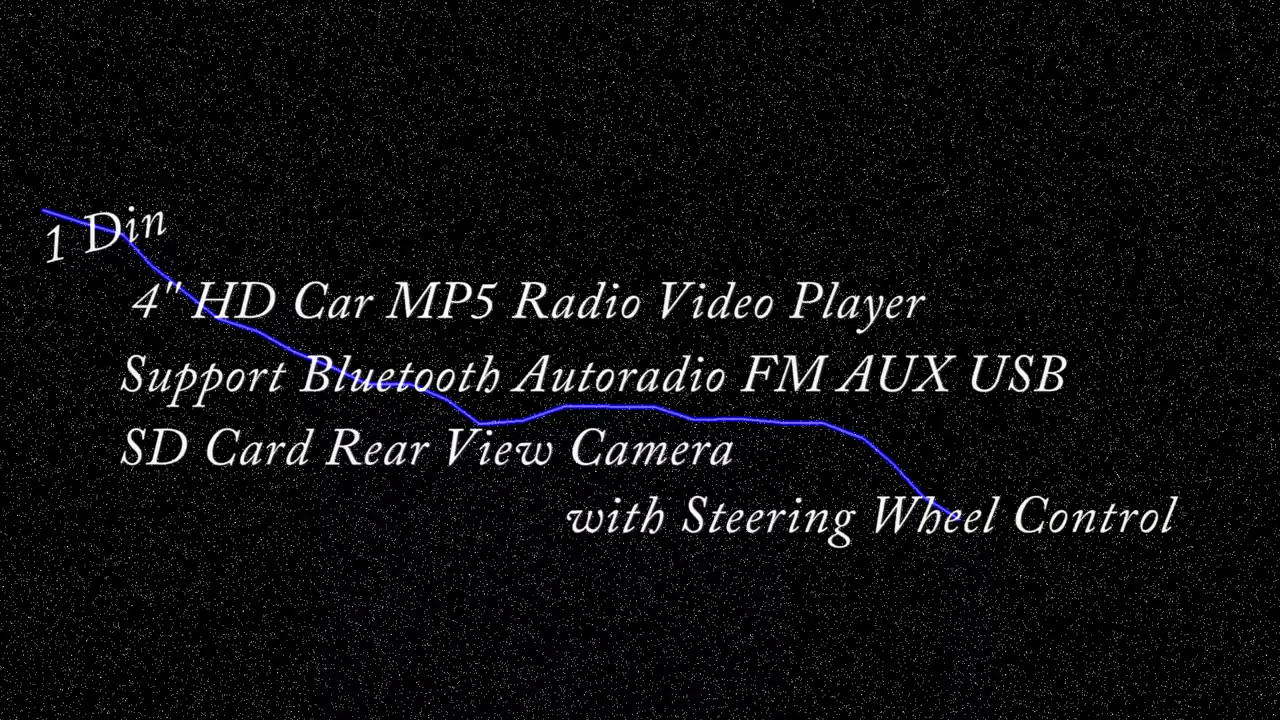 1 Din
4" HD Car MP5 Radio Video Player
Support Bluetooth Autoradio FM AUX USB
SD Card Rear View Camera
with Steering Wheel Control